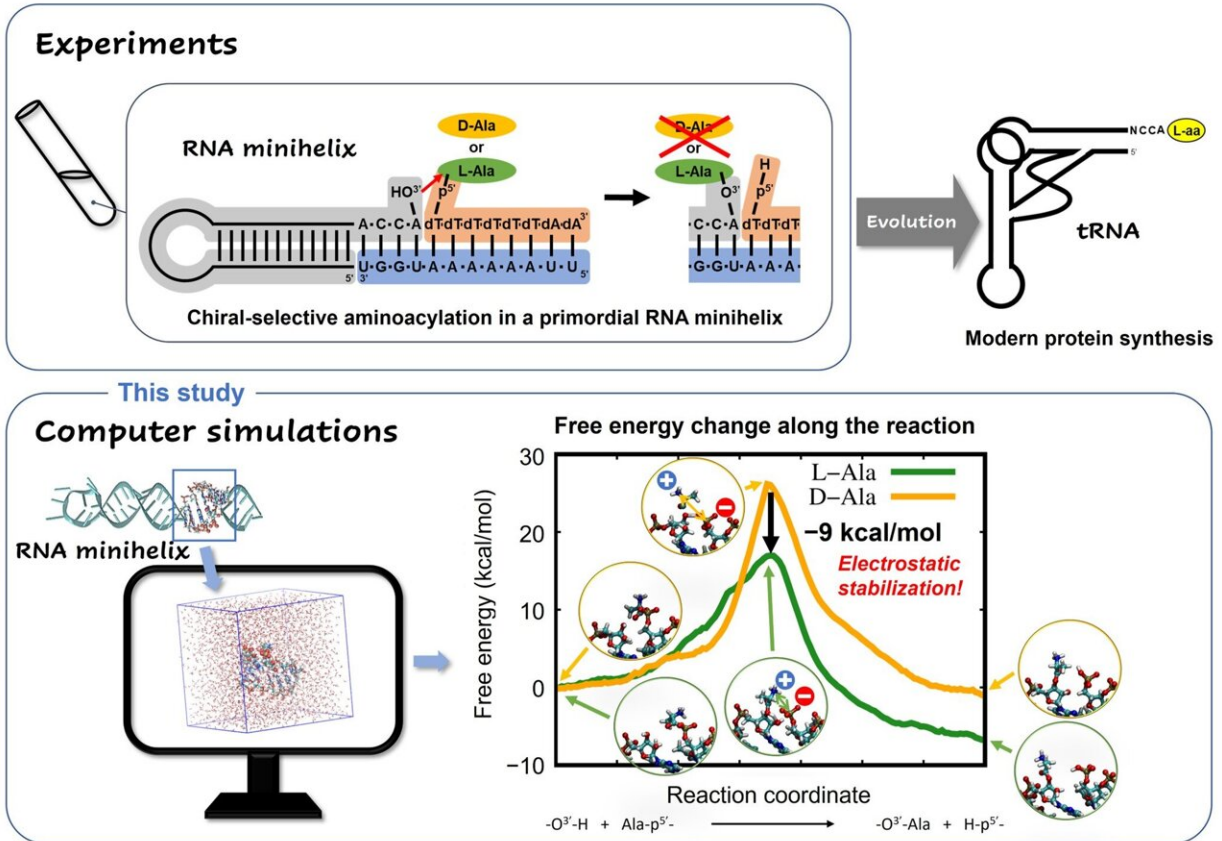 Experiments
RNA minihelix
D-Ala
or
L-Ala
HO3′
p5′
A·C·C·A
dT·dT·dT·dT·dT·dT·dA·dA3′
5′
U·G·G·U·A·A·A·A·A·A·U·U
3′
5′
D-Ala
or
L-Ala
O3′
H
p5′
·C·C·A
dT·dT·dT·
·G·G·U·A·A·A·
Chiral-selective aminoacylation in a primordial RNA minihelix
Evolution
NCCA L-aa
5′
tRNA
Modern protein synthesis
This study
Computer simulations
RNA minihelix
Free energy change along the reaction
Free energy (kcal/mol)
30
20
10
0
−10
L−Ala
D−Ala
−9 kcal/mol
Electrostatic
stabilization!
Reaction coordinate
-O3′-H + Ala-p5′-
-O3′-Ala + H-p5′-